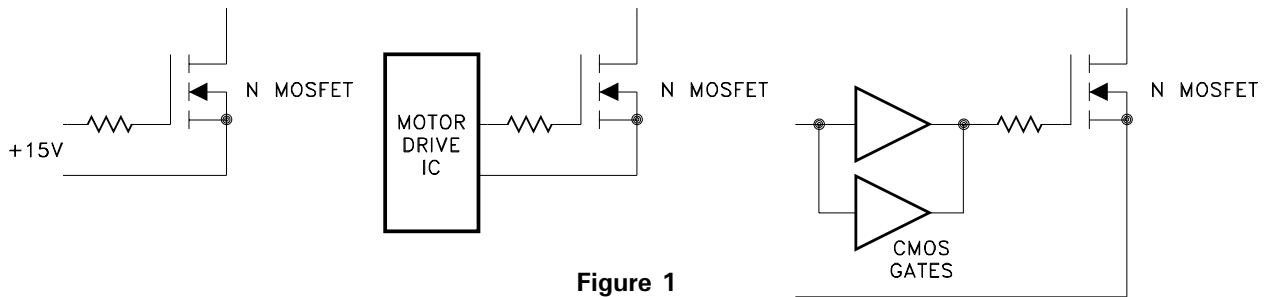 +15V
N MOSFET
MOTOR
DRIVE
IC
N MOSFET
CMOS
GATES
N MOSFET
Figure 1